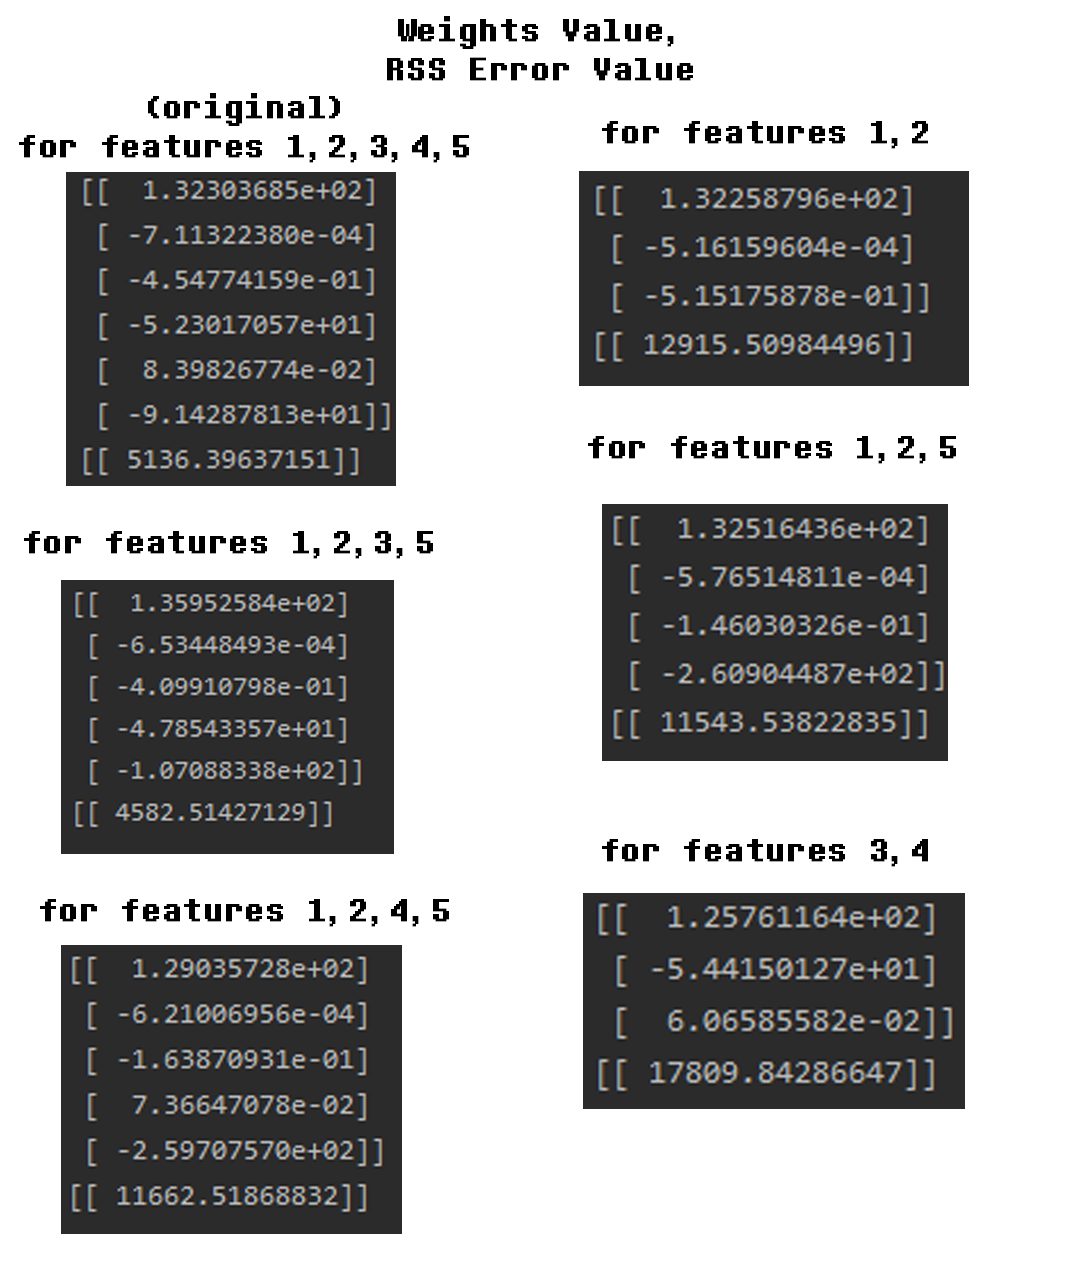 Weights Value,
RSS Error Value
(original)
for features 1,2,3,4,5
[[  1.32303685e+02]
[ -7.11322380e-04]
[ -4.54774159e-01]
[ -5.23017057e+01]
[  8.39826774e-02]
[ -9.14287813e+01]]
[[ 5136.39637151]]
for features 1,2,3,5
[[  1.35952584e+02]
[ -6.53448493e-04]
[ -4.09910798e-01]
[ -4.78543357e+01]
[ -1.07088338e+02]]
[[ 4582.51427129]]
for features 1,2,4,5
[[  1.29035728e+02]
[ -6.21006956e-04]
[ -1.63870931e-01]
[  7.36647078e-02]
[ -2.59707570e+02]]
[[ 11662.51868832]]
for features 1,2
[[  1.32258796e+02]
[ -5.16159604e-04]
[ -5.15175878e-01]]
[[ 12915.50984496]]
for features 1,2,5
[[  1.32516436e+02]
[ -5.76514811e-04]
[ -1.46030326e-01]
[ -2.60904487e+02]]
[[ 11543.53822835]]
for features 3,4
[[  1.25761164e+02]
[ -5.44150127e+01]
[  6.06585582e-02]]
[[ 17809.84286647]]